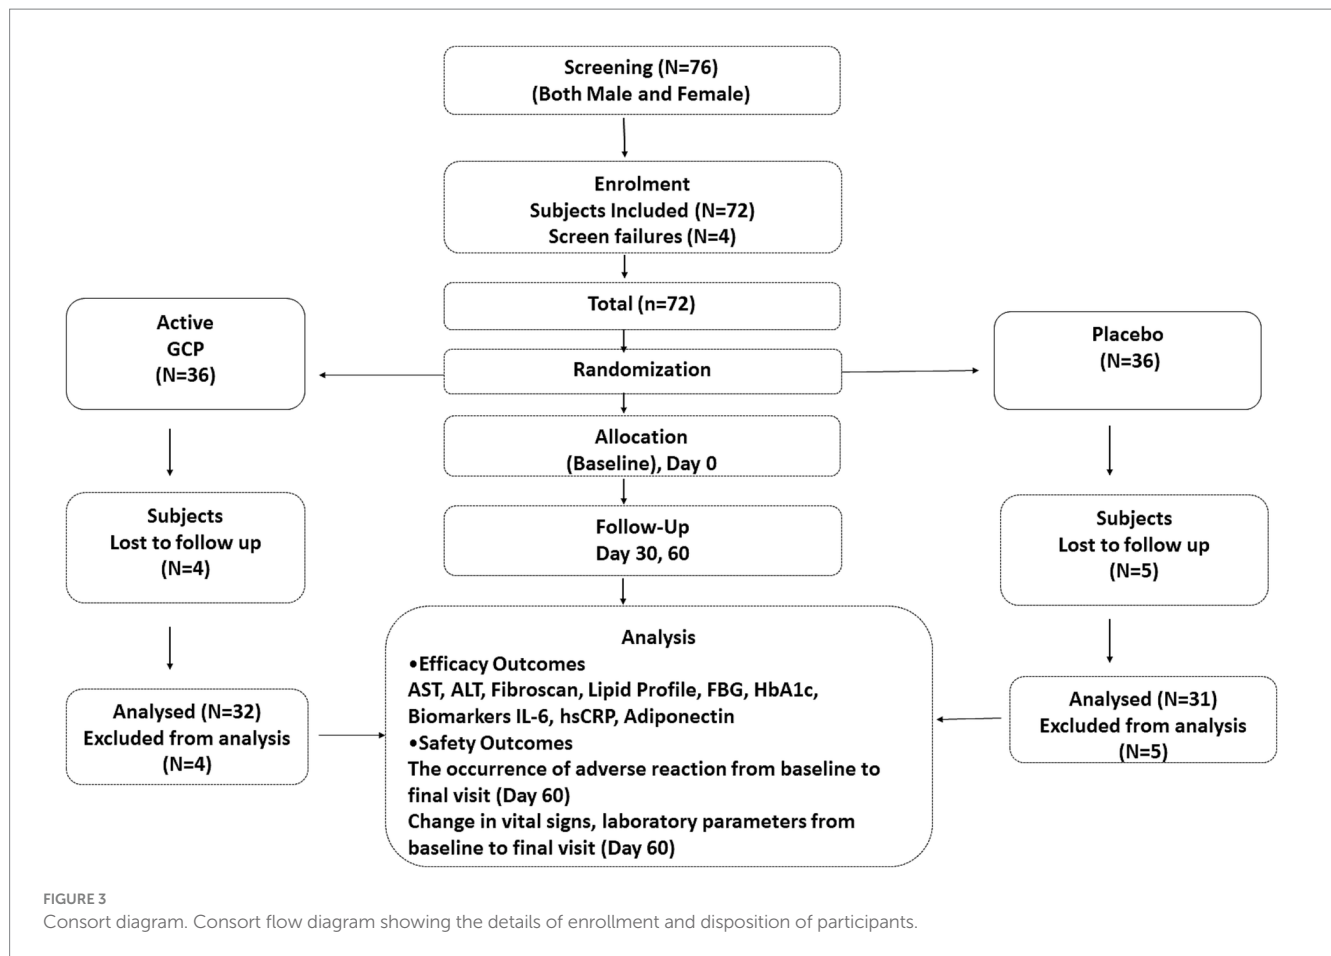 Screening (N=76)
(Both Male and Female)
Enrolment
Subjects Included (N=72)
Screen failures (N=4)
Total (n=72)
Randomization
Active
GCP
(N=36)
Placebo
(N=36)
Allocation
(Baseline), Day 0
Subjects
Lost to follow up
(N=4)
Follow-Up
Day 30, 60
Subjects
Lost to follow up
(N=5)
Analysed (N=32)
Excluded from analysis
(N=4)
Analysis
•Efficacy Outcomes
AST, ALT, Fibroscan, Lipid Profile, FBG, HbA1c,
Biomarkers IL-6, hsCRP, Adiponectin
•Safety Outcomes
The occurrence of adverse reaction from baseline to
final visit (Day 60)
Change in vital signs, laboratory parameters from
baseline to final visit (Day 60)
Analysed (N=31)
Excluded from analysis
(N=5)
FIGURE 3
Consort diagram. Consort flow diagram showing the details of enrollment and disposition of participants.